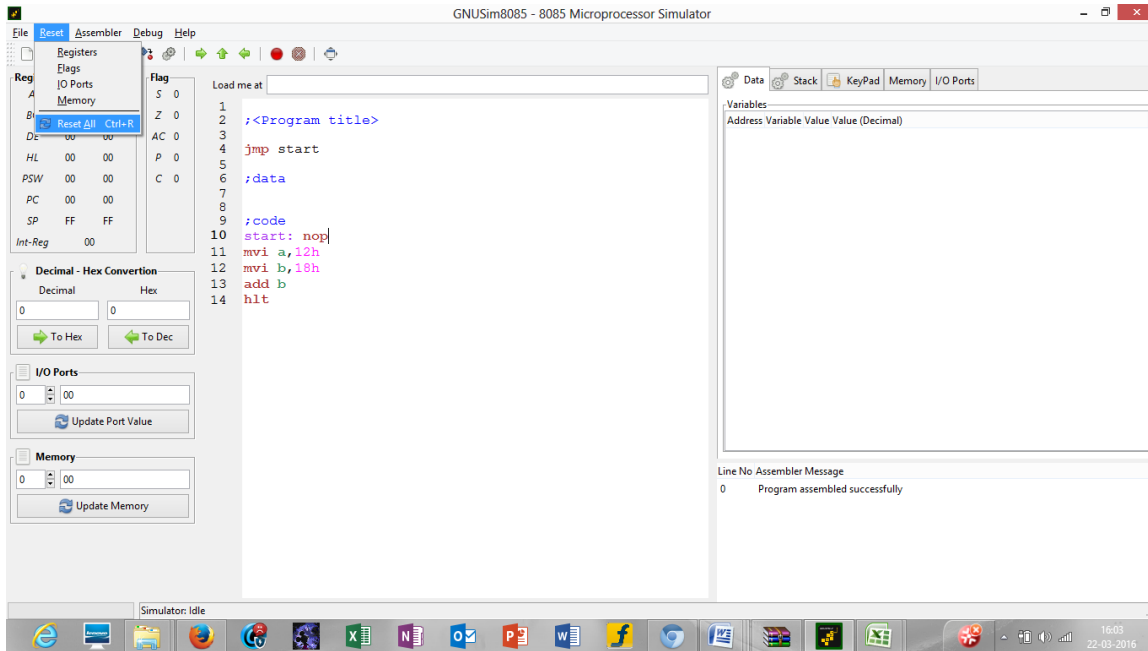 GNUSim8085 - 8085 Microprocessor Simulator
File Reset Assembler Debug Help
Registers
Flags
IO Ports
Memory
Reset All Ctrl+R
Reg
A
DE 00 00
HL 00 00
PSW 00 00
PC 00 00
SP FF FF
Int-Reg 00
Flag
S 0
Z 0
AC 0
P 0
C 0
Decimal - Hex Convertion
Decimal Hex
0 0
To Hex To Dec
I/O Ports
0 00
Update Port Value
Memory
0 00
Update Memory
Load me at
1
2 ;<Program title>
3
4 jmp start
5
6 ;data
7
8
9 ;code
10 start: nop
11 mvi a,12h
12 mvi b,18h
13 add b
14 hlt
Data Stack KeyPad Memory I/O Ports
Variables
Address Variable Value Value (Decimal)
Line No Assembler Message
0 Program assembled successfully
Simulator: Idle
16:03
22-03-2016